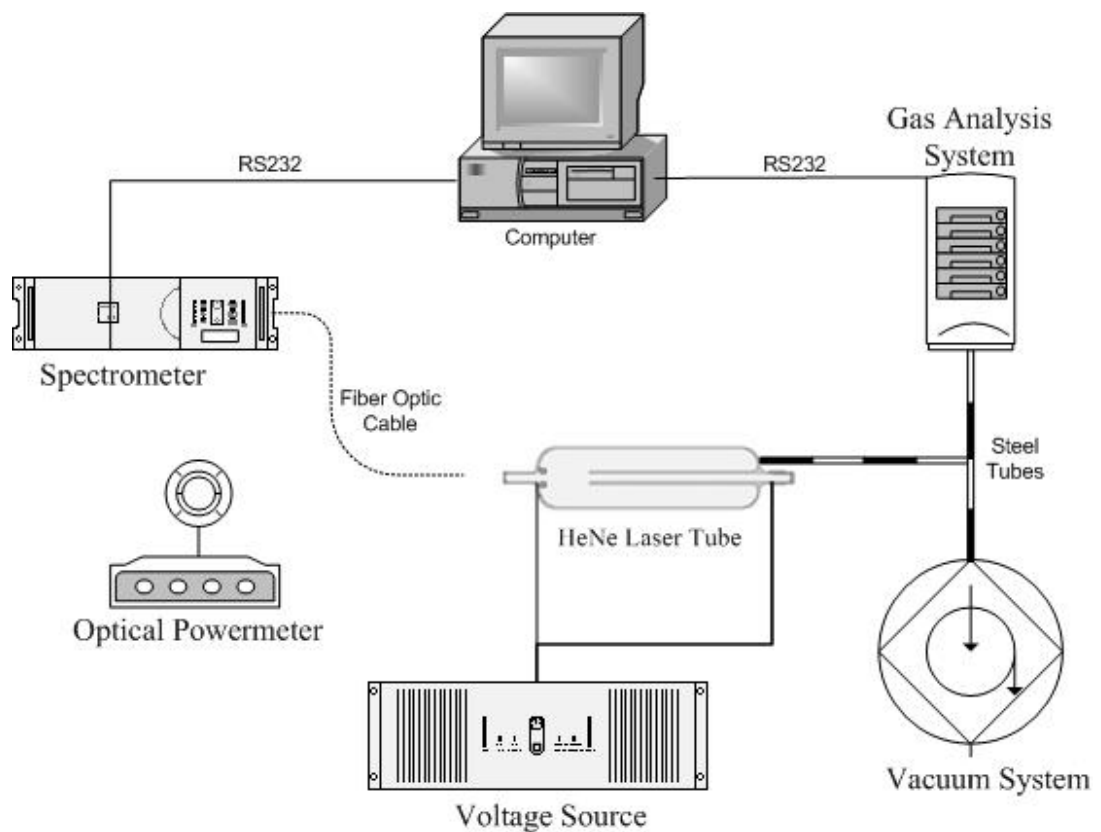 Gas Analysis
System
RS232
RS232
Computer
Spectrometer
Fiber Optic
Cable
Steel
Tubes
HeNe Laser Tube
Optical Powermeter
Vacuum System
Voltage Source